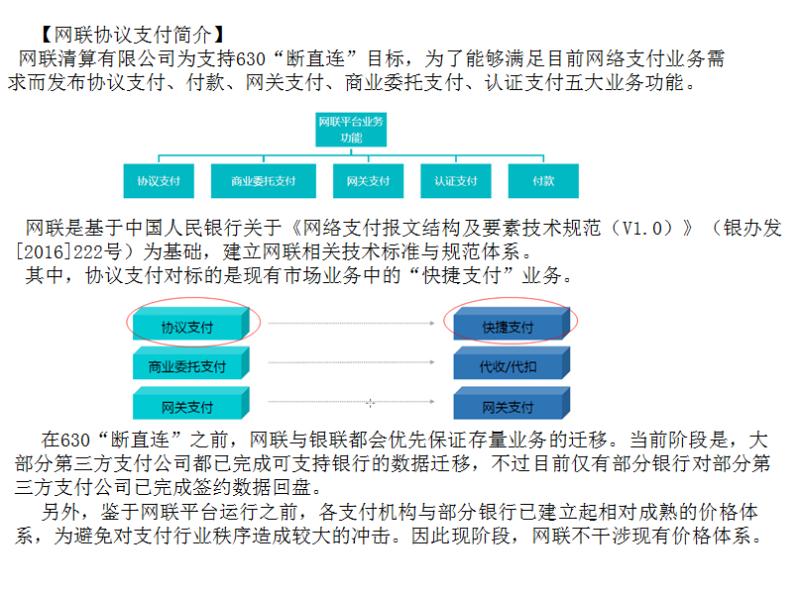 【网联协议支付简介】
网联清算有限公司为支持630“断直连”目标，为了能够满足目前网络支付业务需
求而发布协议支付、付款、网关支付、商业委托支付、认证支付五大业务功能。
网联平台业务
功能
协议支付 商业委托支付 网关支付 认证支付 付款
网联是基于中国人民银行关于《网络支付报文结构及要素技术规范（V1.0）》（银办发
[2016]222号）为基础，建立网联相关技术标准与规范体系。
其中，协议支付对标的是现有市场业务中的“快捷支付”业务。
协议支付 快捷支付
商业委托支付 代收/代扣
网关支付 网关支付
在630“断直连”之前，网联与银联都会优先保证存量业务的迁移。当前阶段是，大
部分第三方支付公司都已完成可支持银行的数据迁移，不过目前仅有部分银行对部分第
三方支付公司已完成签约数据回盘。
另外，鉴于网联平台运行之前，各支付机构与部分银行已建立起相对成熟的价格体
系，为避免对支付行业秩序造成较大的冲击。因此现阶段，网联不干涉现有价格体系。